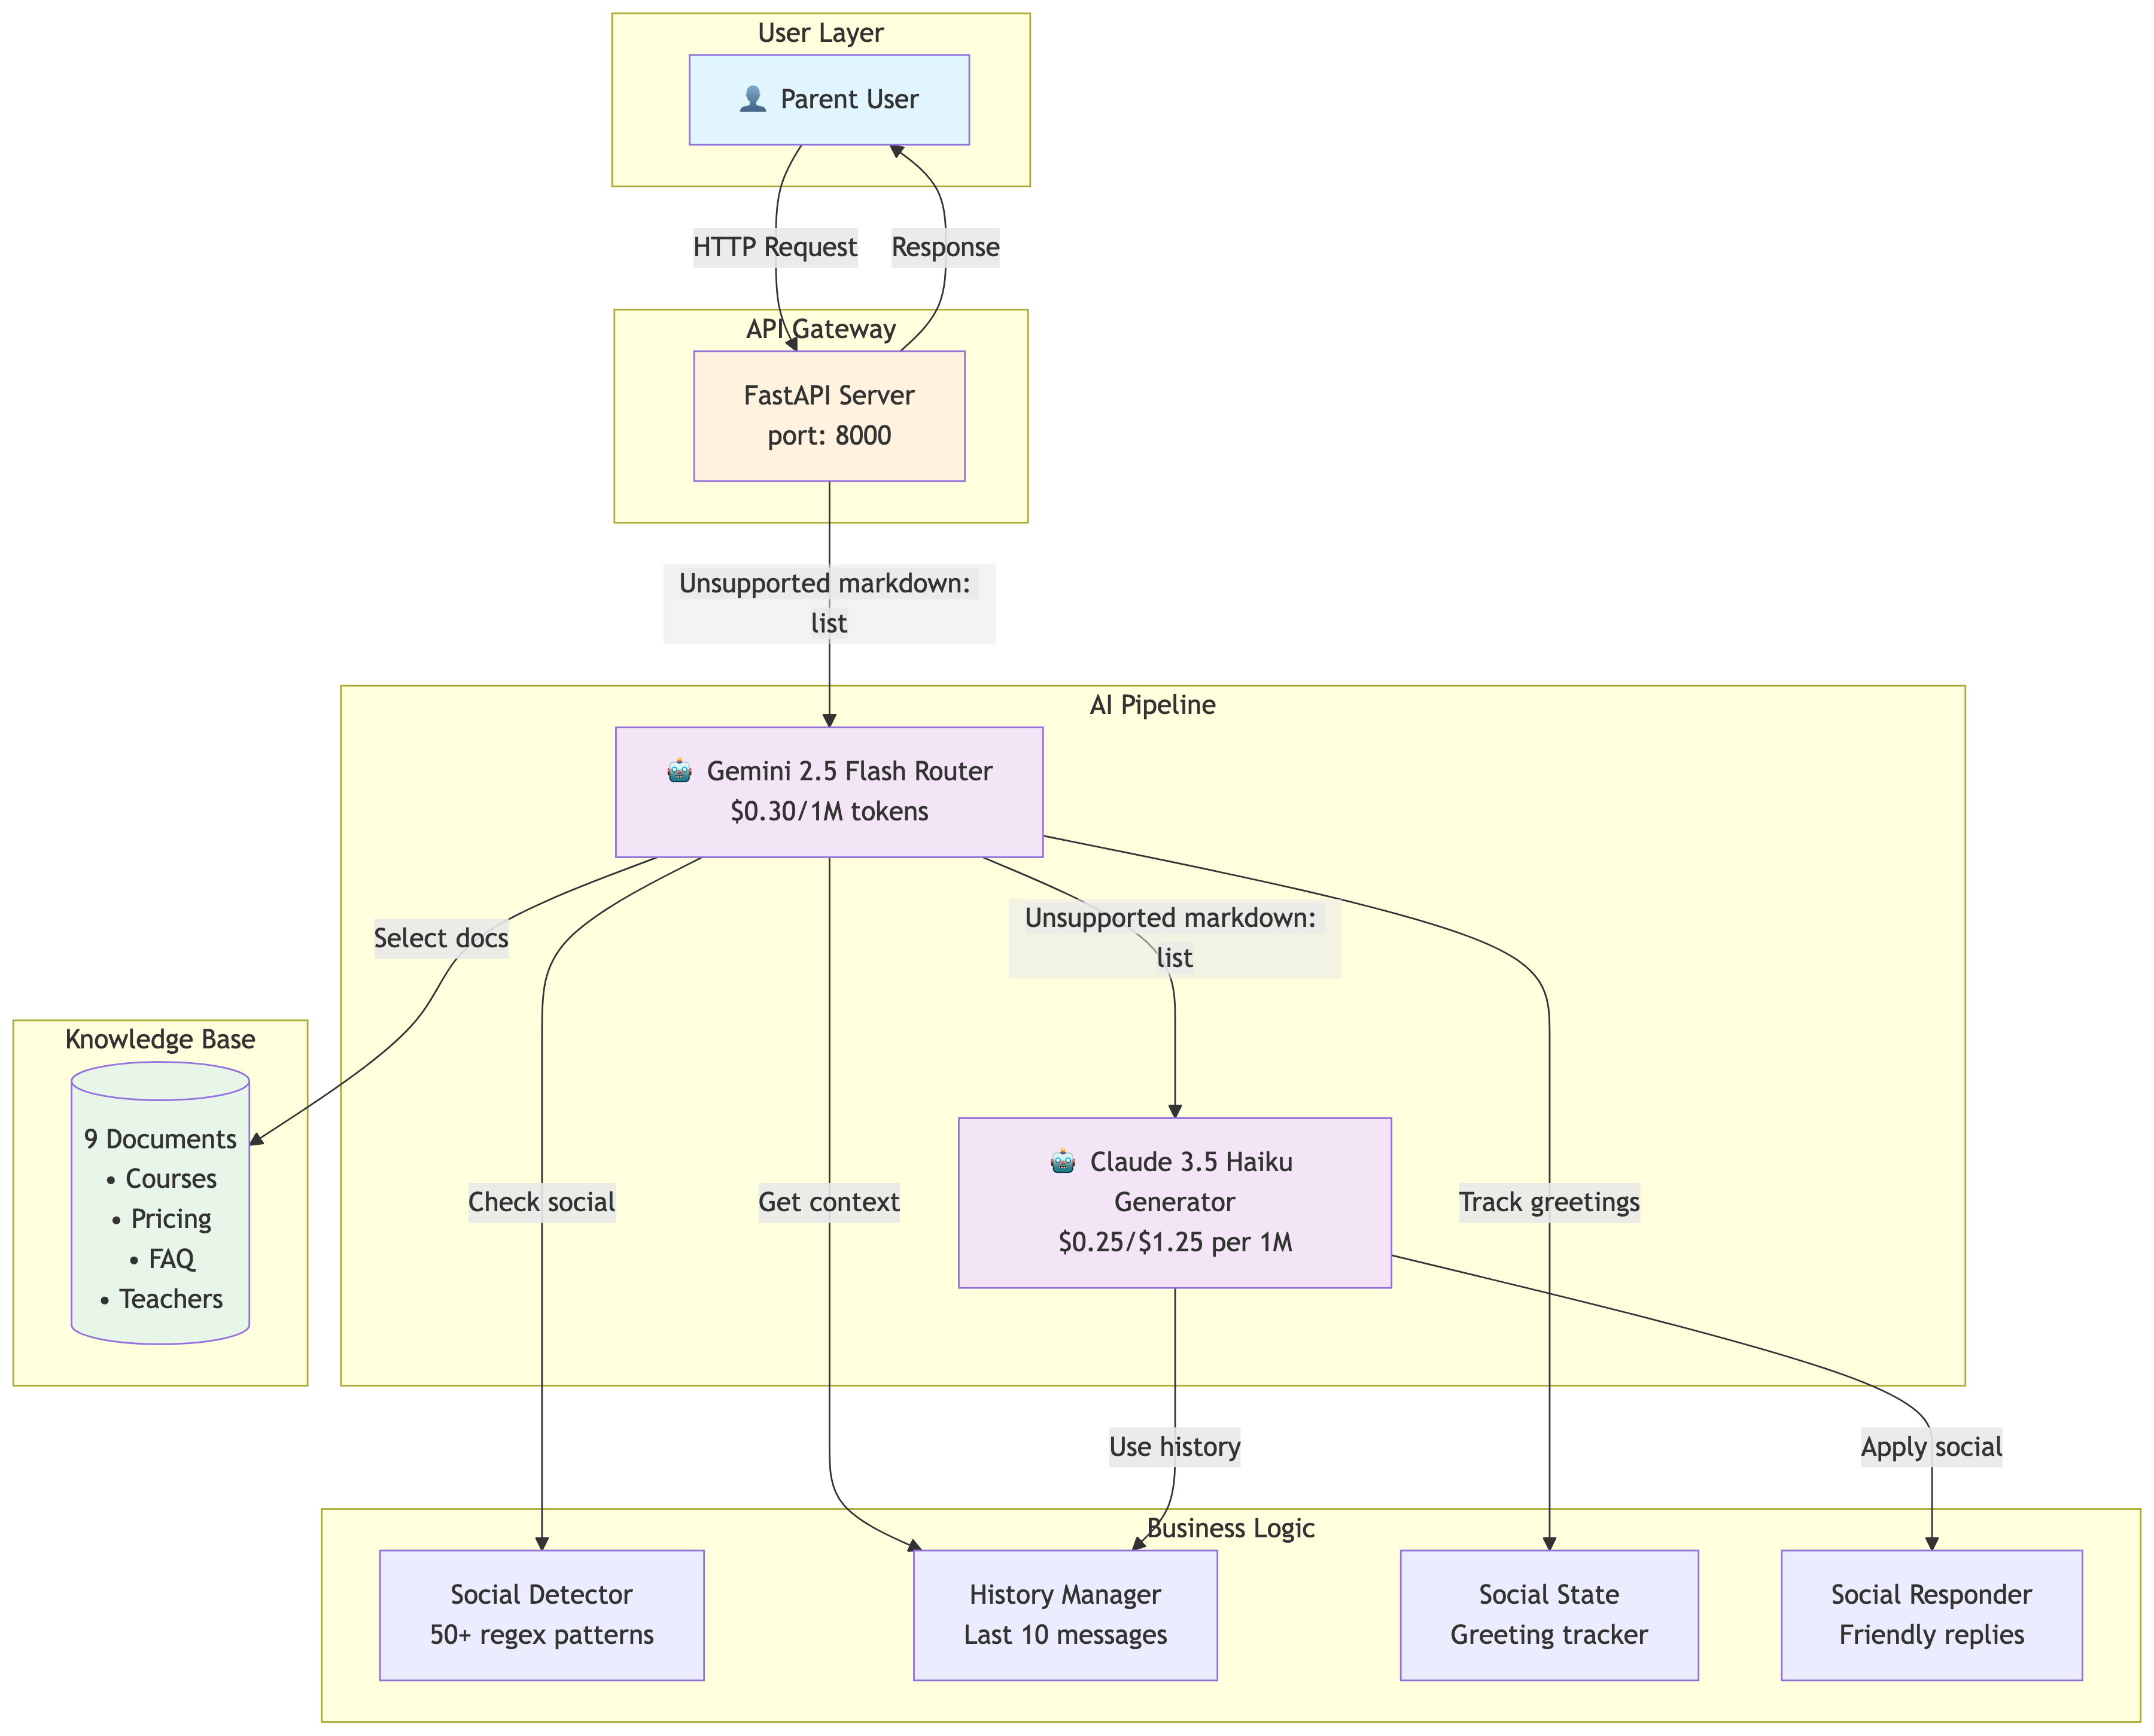 User Layer
👤 Parent User
HTTP Request
Response
API Gateway
FastAPI Server
port: 8000
Unsupported markdown:
list
AI Pipeline
🤖 Gemini 2.5 Flash Router
$0.30/1M tokens
Select docs
Unsupported markdown:
list
Knowledge Base
9 Documents
• Courses
• Pricing
• FAQ
• Teachers
Check social
Get context
🤖 Claude 3.5 Haiku
Generator
$0.25/$1.25 per 1M
Track greetings
Use history
Apply social
Business Logic
Social Detector
50+ regex patterns
History Manager
Last 10 messages
Social State
Greeting tracker
Social Responder
Friendly replies